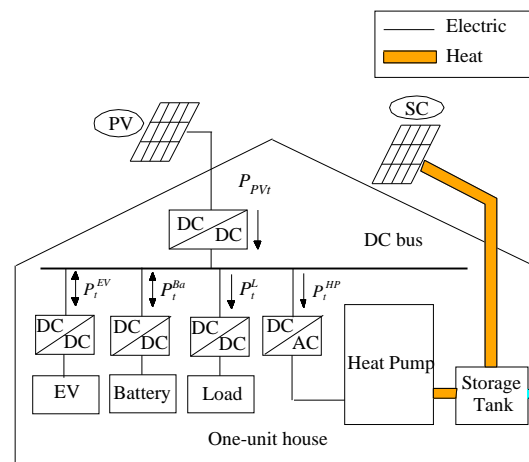 Electric
Heat
PV
SC
P_PVt
DC
DC
DC bus
P_t^EV
P_t^Ba
P_t^L
P_t^HP
DC
DC
DC
DC
DC
DC
DC
AC
Heat Pump
EV
Battery
Load
Storage
Tank
One-unit house